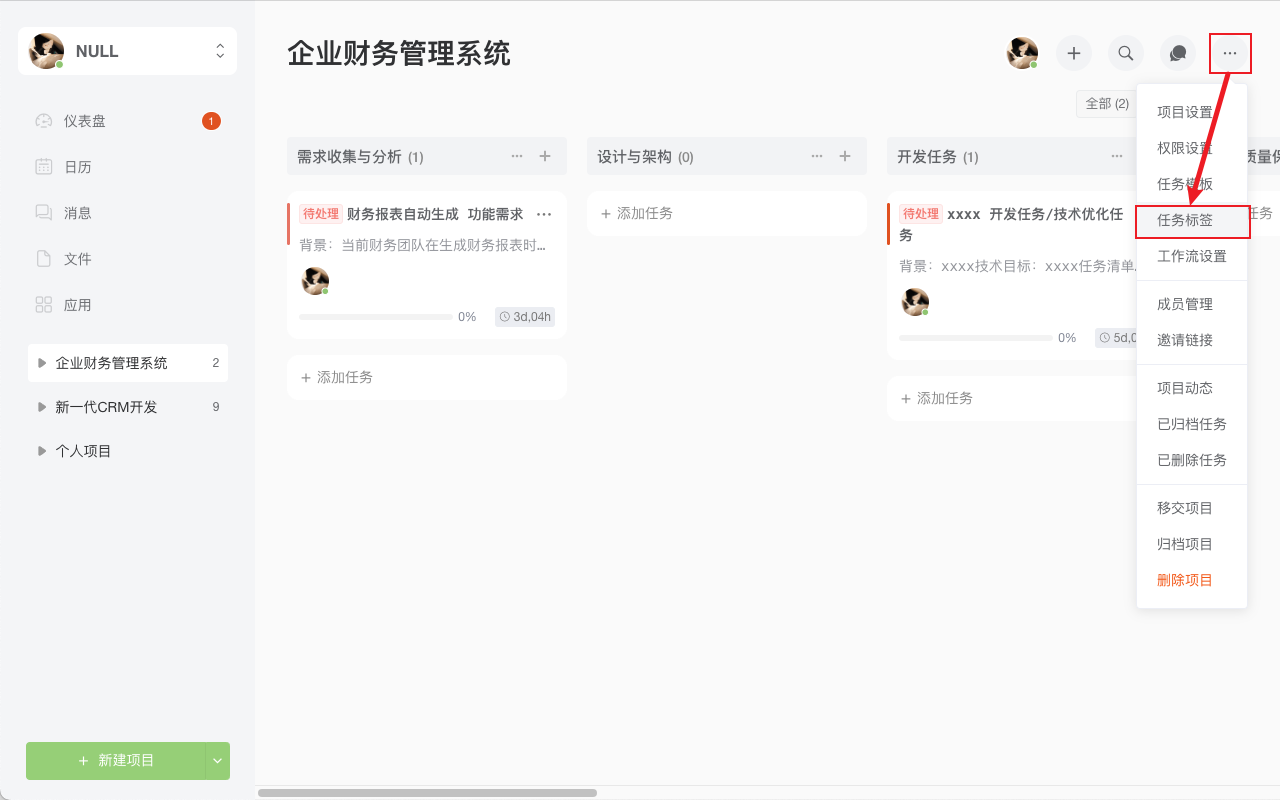 NULL
仪表盘
1
日历
消息
文件
应用
企业财务管理系统
2
新一代CRM开发
9
个人项目
新建项目
企业财务管理系统
全部 (2)
需求收集与分析 (1)
待处理 财务报表自动生成 功能需求
背景：当前财务团队在生成财务报表时...
0%
3d,04h
添加任务
设计与架构 (0)
添加任务
开发任务 (1)
待处理 xxxx 开发任务/技术优化任
务
背景：xxxx技术目标：xxxx任务清单
0%
5d,0
添加任务
质量保
任务
项目设置
权限设置
任务模板
任务标签
工作流设置
成员管理
邀请链接
项目动态
已归档任务
已删除任务
移交项目
归档项目
删除项目